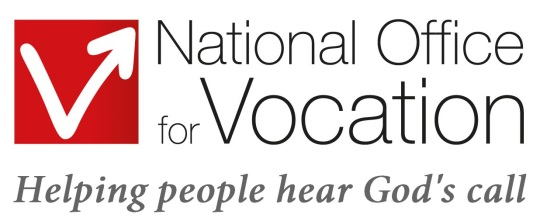 National Office
for Vocation
Helping people hear God's call